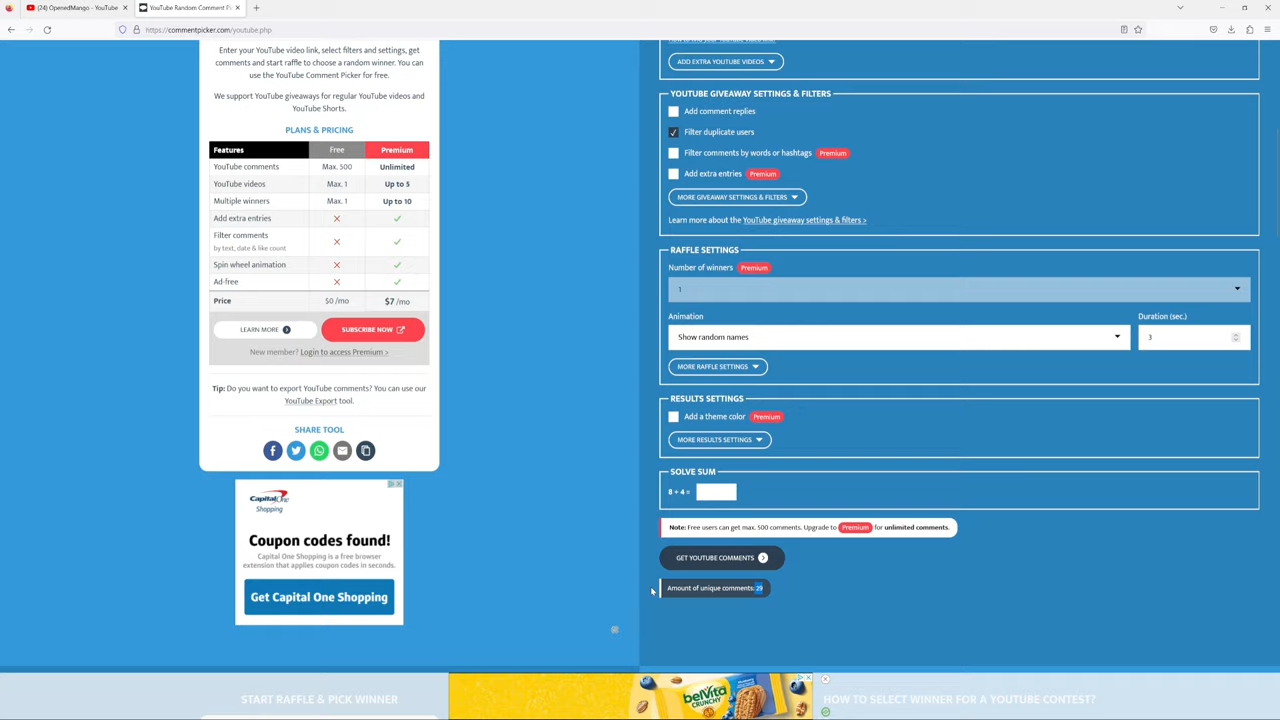 (24) OpenedMango - YouTube
YouTube Random Comment Pi
https://commentpicker.com/youtube.php
Enter your YouTube video link, select filters and settings, get
comments and start raffle to choose a random winner. You can
use the YouTube Comment Picker for free.
We support YouTube giveaways for regular YouTube videos and
YouTube Shorts.
PLANS & PRICING
Features Free Premium
YouTube comments Max. 500 Unlimited
YouTube videos Max. 1 Up to 5
Multiple winners Max. 1 Up to 10
Add extra entries
Filter comments
by text, date & like count
Spin wheel animation
Ad-free
Price $0 /mo $7 /mo
LEARN MORE
SUBSCRIBE NOW
New member? Login to access Premium >
Tip: Do you want to export YouTube comments? You can use our
YouTube Export tool.
SHARE TOOL
Capital One
Shopping
Coupon codes found!
Capital One Shopping is a free browser
extension that applies coupon codes in seconds.
Get Capital One Shopping
START RAFFLE & PICK WINNER
ADD EXTRA YOUTUBE VIDEOS
YOUTUBE GIVEAWAY SETTINGS & FILTERS
Add comment replies
Filter duplicate users
Filter comments by words or hashtags Premium
Add extra entries Premium
MORE GIVEAWAY SETTINGS & FILTERS
Learn more about the YouTube giveaway settings & filters >
RAFFLE SETTINGS
Number of winners Premium
1
Animation Duration (sec.)
Show random names 3
MORE RAFFLE SETTINGS
RESULTS SETTINGS
Add a theme color Premium
MORE RESULTS SETTINGS
SOLVE SUM
8 + 4 =
Note: Free users can get max. 500 comments. Upgrade to Premium for unlimited comments.
GET YOUTUBE COMMENTS
Amount of unique comments: 29
belVita
CRUNCHY
HOW TO SELECT WINNER FOR A YOUTUBE CONTEST?